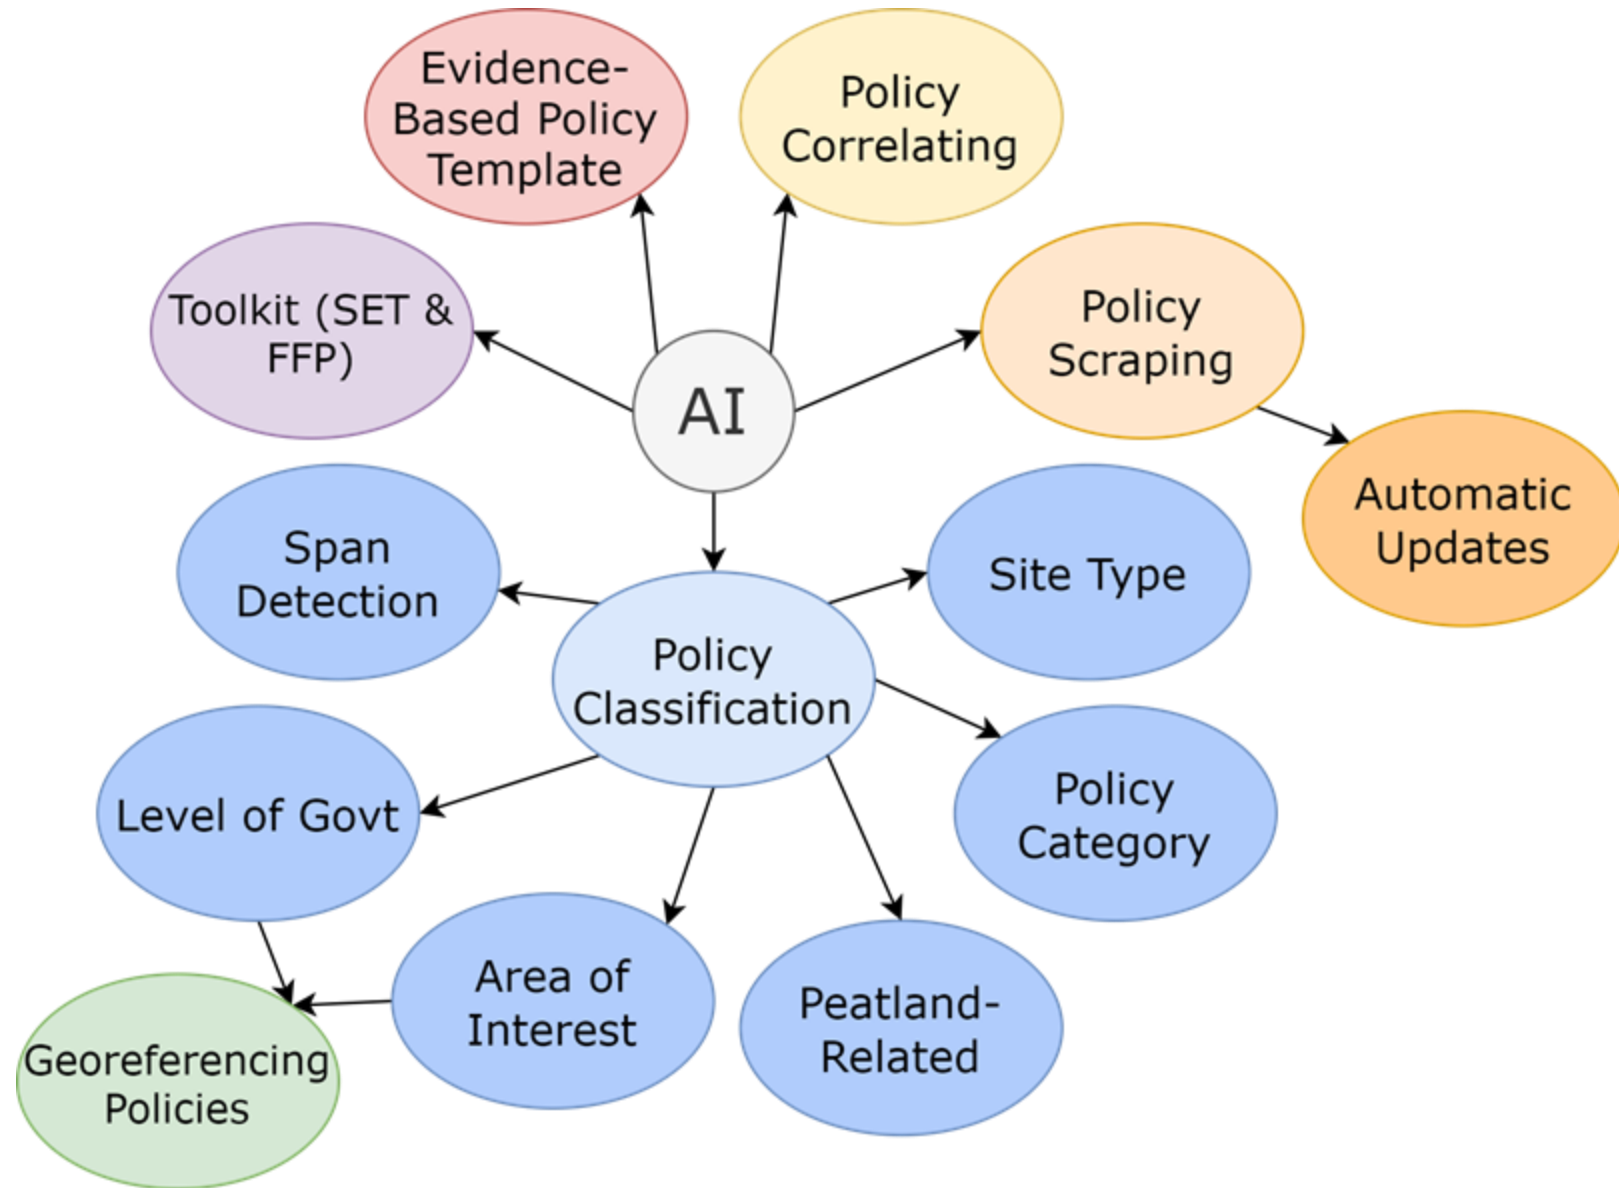 Evidence-
Based Policy
Template
Policy
Correlating
Toolkit (SET &
FFP)
Policy
Scraping
AI
Automatic
Updates
Span
Detection
Site Type
Policy
Classification
Level of Govt
Policy
Category
Area of
Interest
Peatland-
Related
Georeferencing
Policies